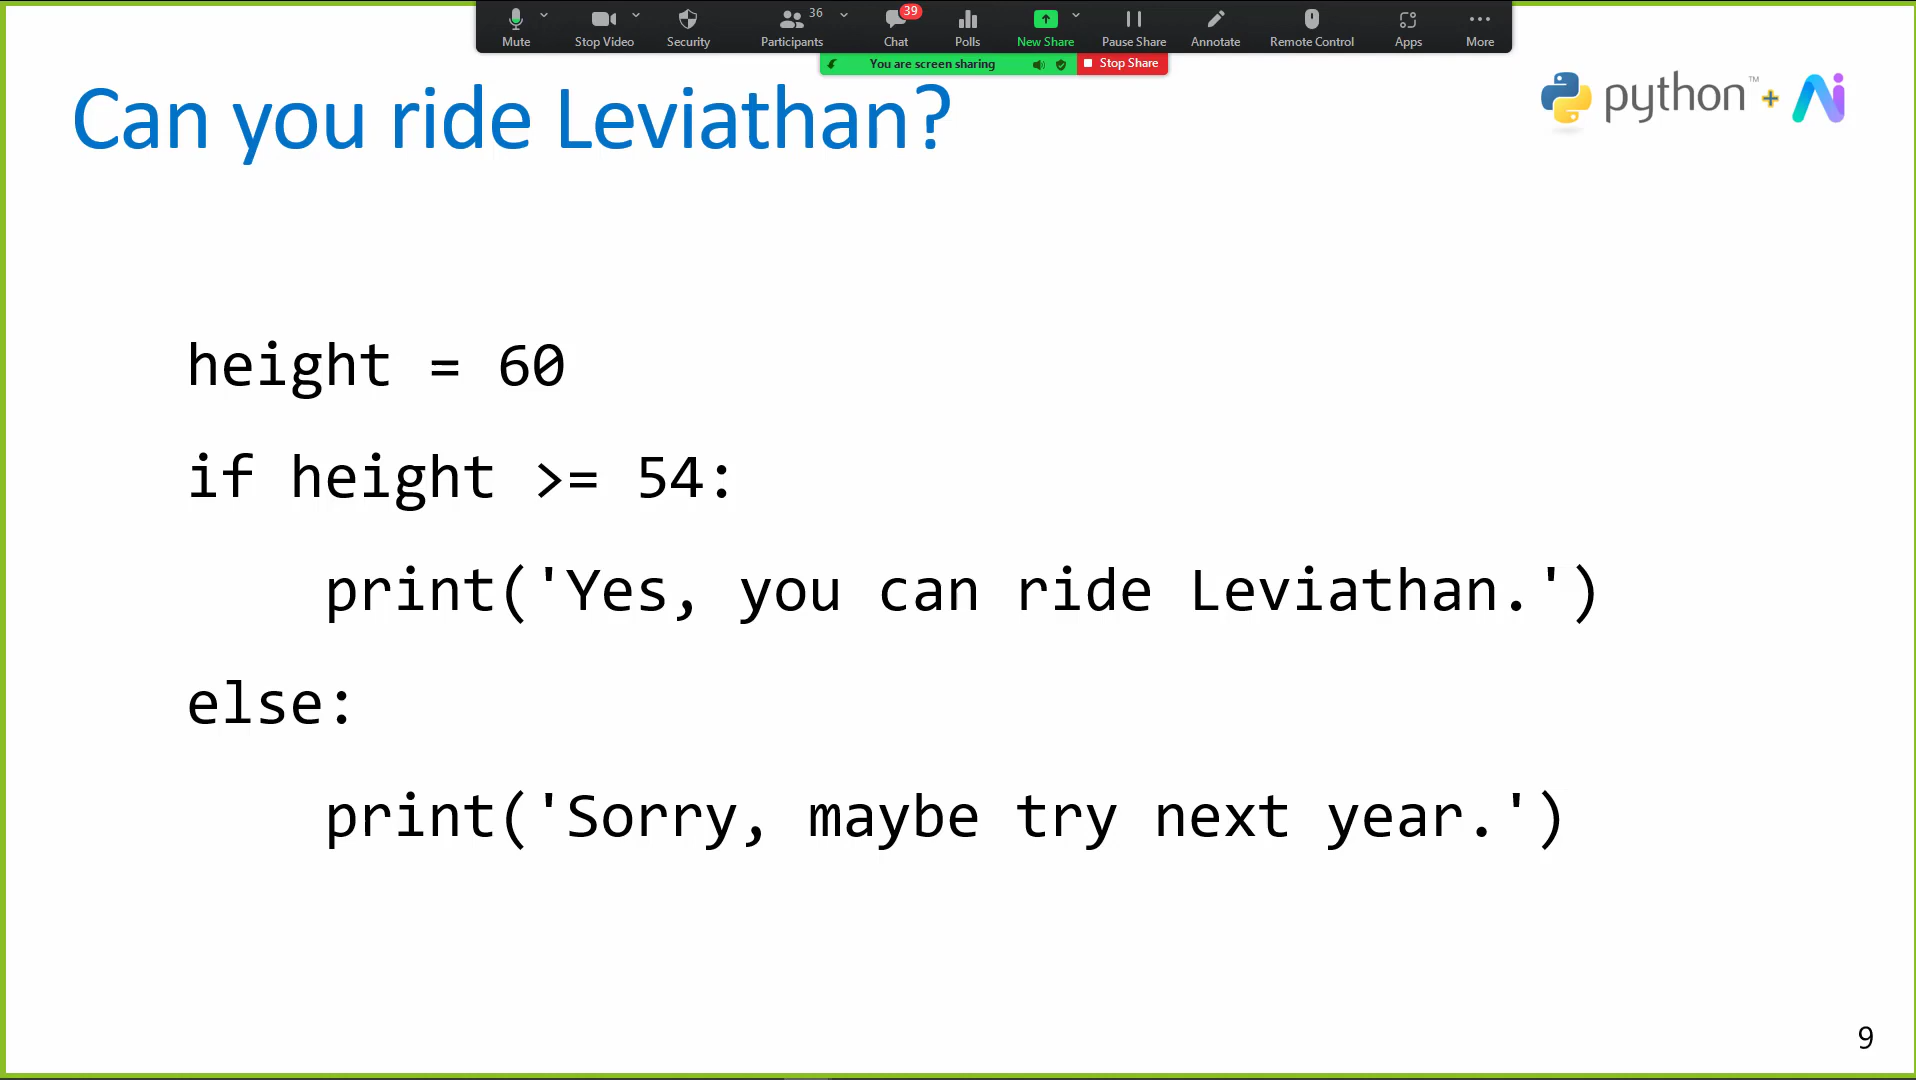 36
39
Mute
Stop Video
Security
Participants
Chat
Polls
New Share
Pause Share
Annotate
Remote Control
Apps
More
You are screen sharing
Stop Share
Can you ride Leviathan?
python™ + Ai
height = 60
if height >= 54:
    print('Yes, you can ride Leviathan.')
else:
    print('Sorry, maybe try next year.')
9